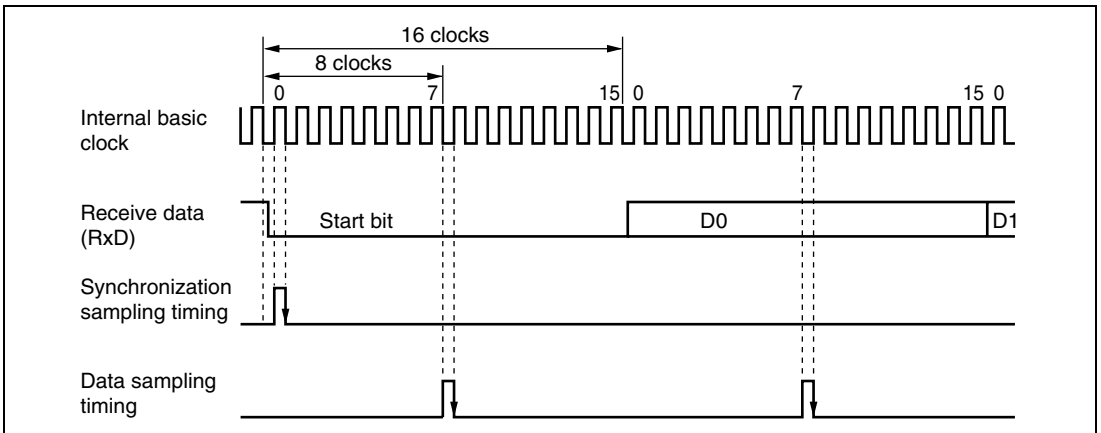 16 clocks
8 clocks
0 7 15 0 7 15 0
Internal basic
clock
Receive data
(RxD)
Start bit
D0
D1
Synchronization
sampling timing
Data sampling
timing